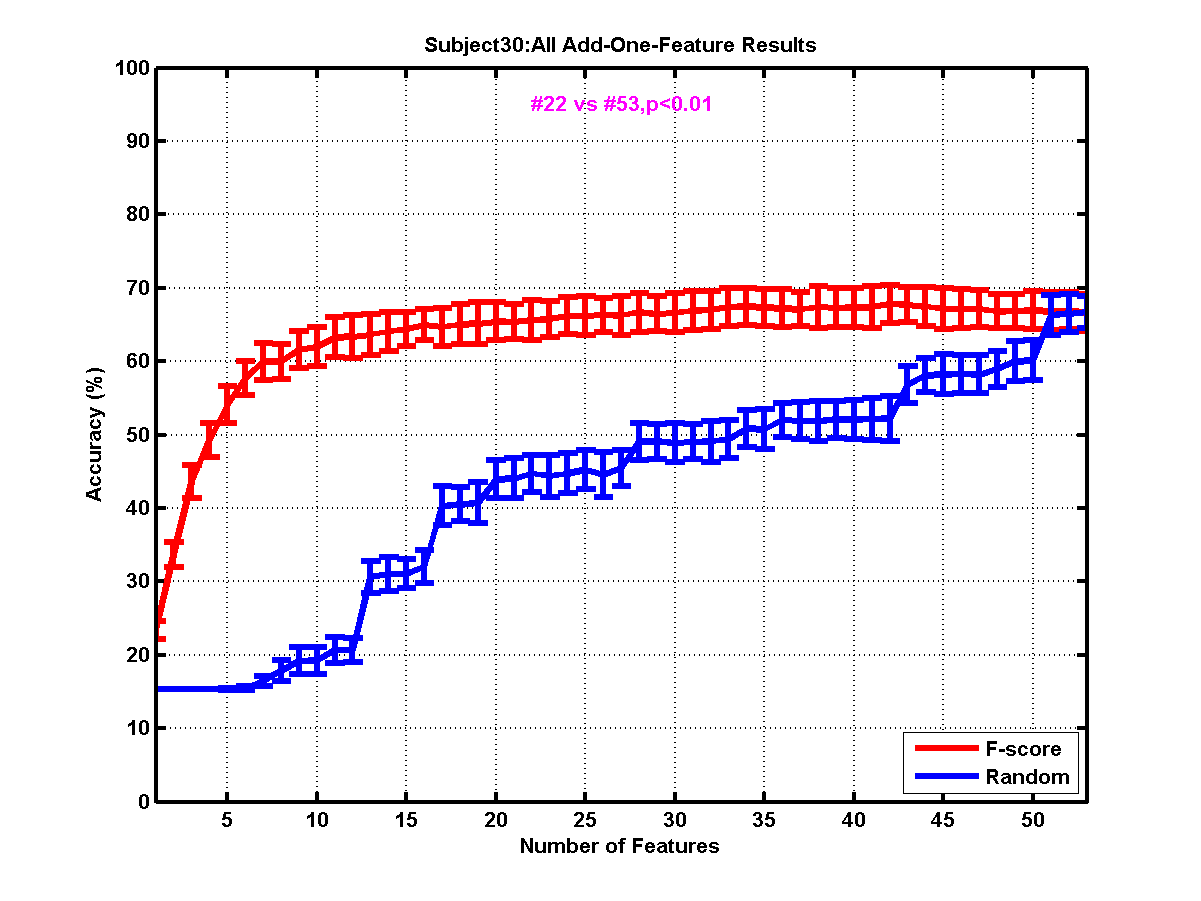 Subject30:All Add-One-Feature Results
#22 vs #53,p<0.01
100
90
80
70
60
50
40
30
20
10
0
Accuracy (%)
5 10 15 20 25 30 35 40 45 50
Number of Features
F-score
Random